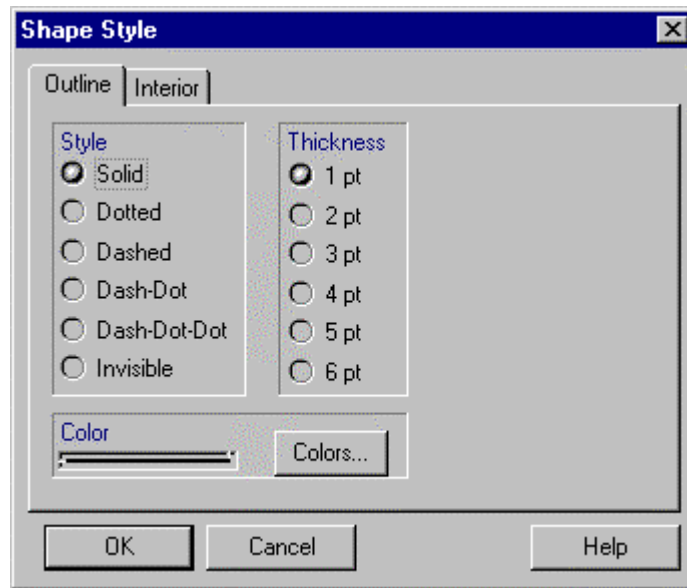 Shape Style
Outline Interior
Style
Solid
Dotted
Dashed
Dash-Dot
Dash-Dot-Dot
Invisible
Thickness
1 pt
2 pt
3 pt
4 pt
5 pt
6 pt
Color
Colors...
OK Cancel Help